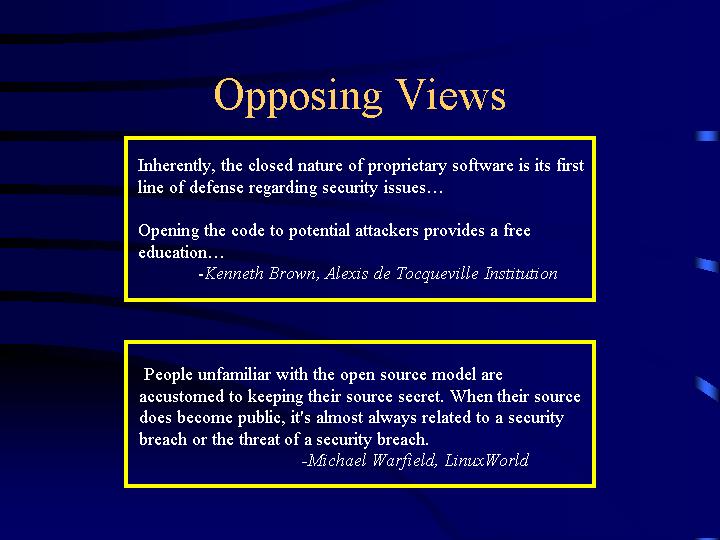 Opposing Views
Inherently, the closed nature of proprietary software is its first
line of defense regarding security issues…
Opening the code to potential attackers provides a free
education…
-Kenneth Brown, Alexis de Tocqueville Institution
People unfamiliar with the open source model are
accustomed to keeping their source secret. When their source
does become public, it's almost always related to a security
breach or the threat of a security breach.
-Michael Warfield, LinuxWorld